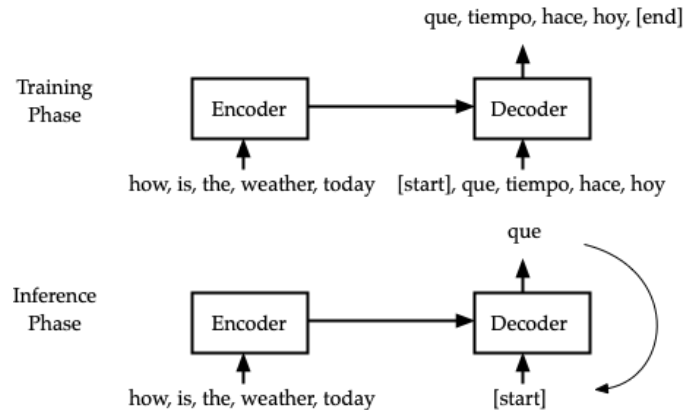 que, tiempo, hace, hoy, [end]
Training
Phase
Encoder
Decoder
how, is, the, weather, today
[start], que, tiempo, hace, hoy
que
Inference
Phase
Encoder
Decoder
how, is, the, weather, today
[start]